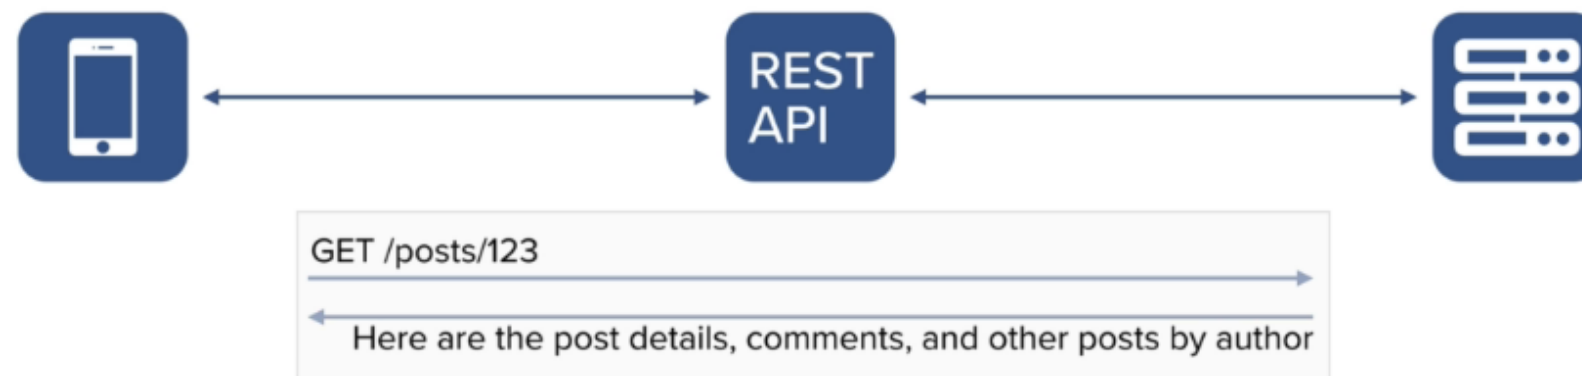 REST
API
GET /posts/123
Here are the post details, comments, and other posts by author